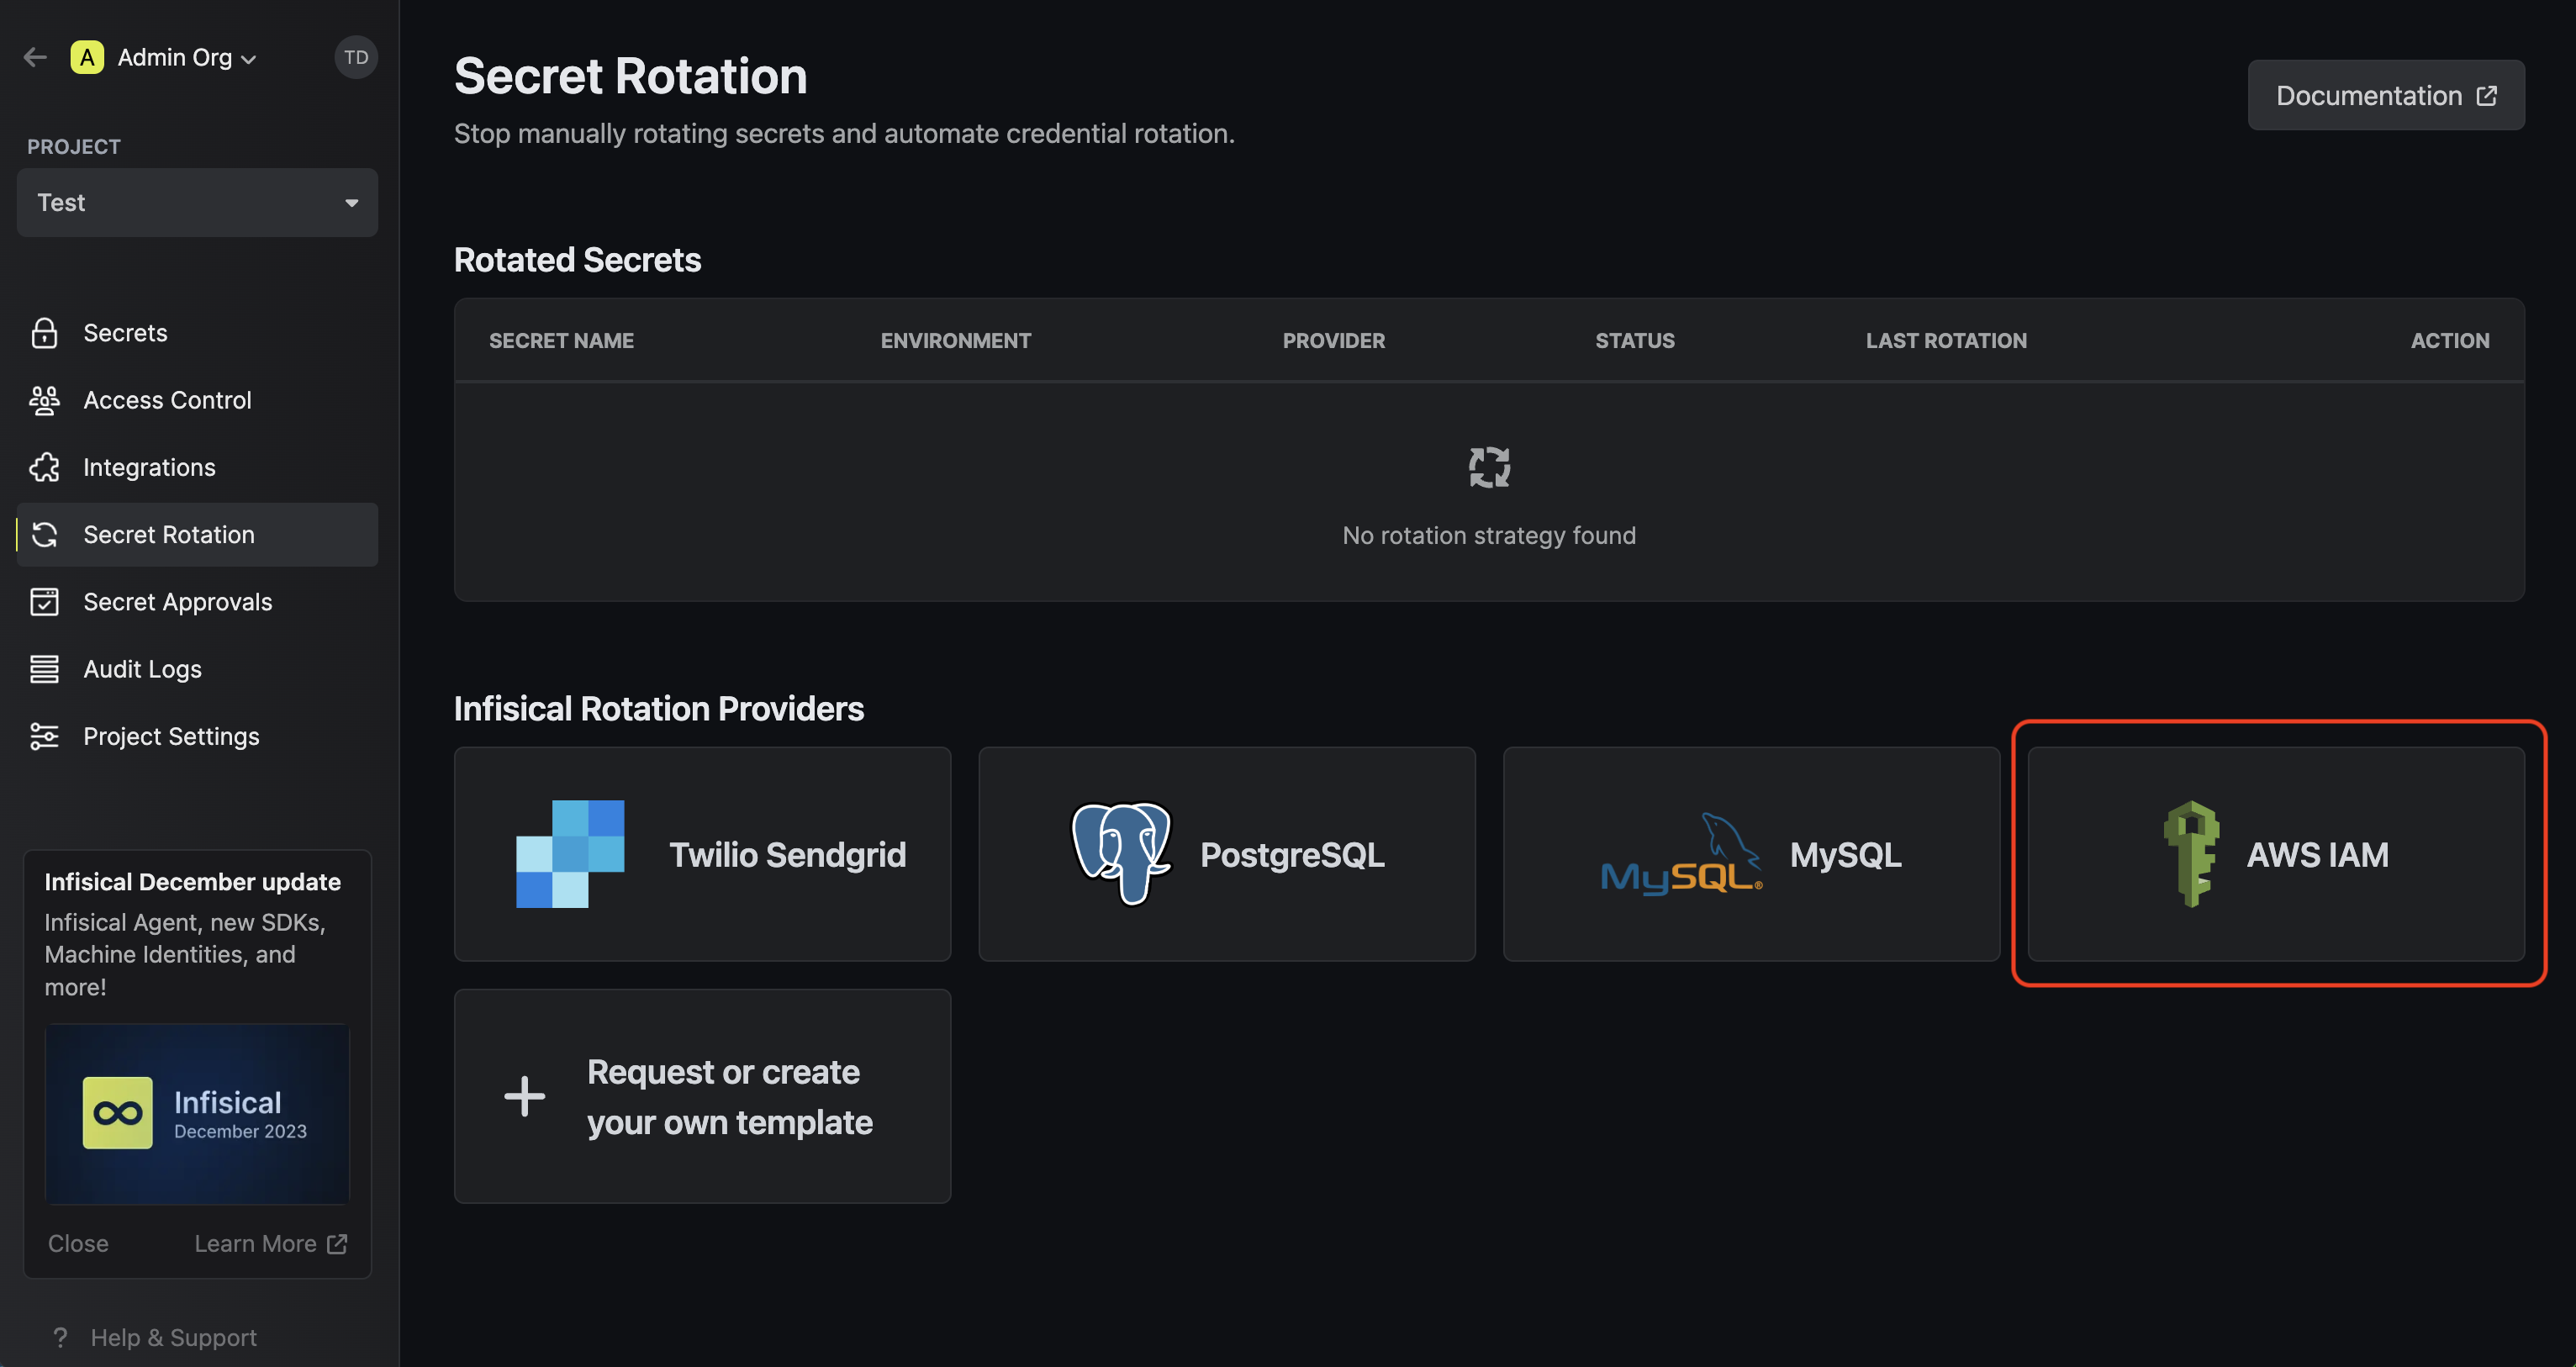 A Admin Org
TD
PROJECT
Test
Secrets
Access Control
Integrations
Secret Rotation
Secret Approvals
Audit Logs
Project Settings
Infisical December update
Infisical Agent, new SDKs,
Machine Identities, and
more!
Infisical
December 2023
Close
Learn More
? Help & Support
Secret Rotation
Stop manually rotating secrets and automate credential rotation.
Documentation
Rotated Secrets
SECRET NAME ENVIRONMENT PROVIDER STATUS LAST ROTATION ACTION
No rotation strategy found
Infisical Rotation Providers
Twilio Sendgrid
PostgreSQL
MySQL®
MySQL
AWS IAM
Request or create
your own template